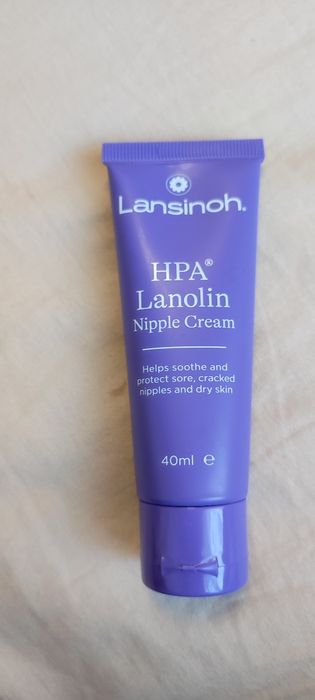 Lansinoh®
HPA®
Lanolin
Nipple Cream
Helps soothe and
protect sore, cracked
nipples and dry skin
40ml ℮